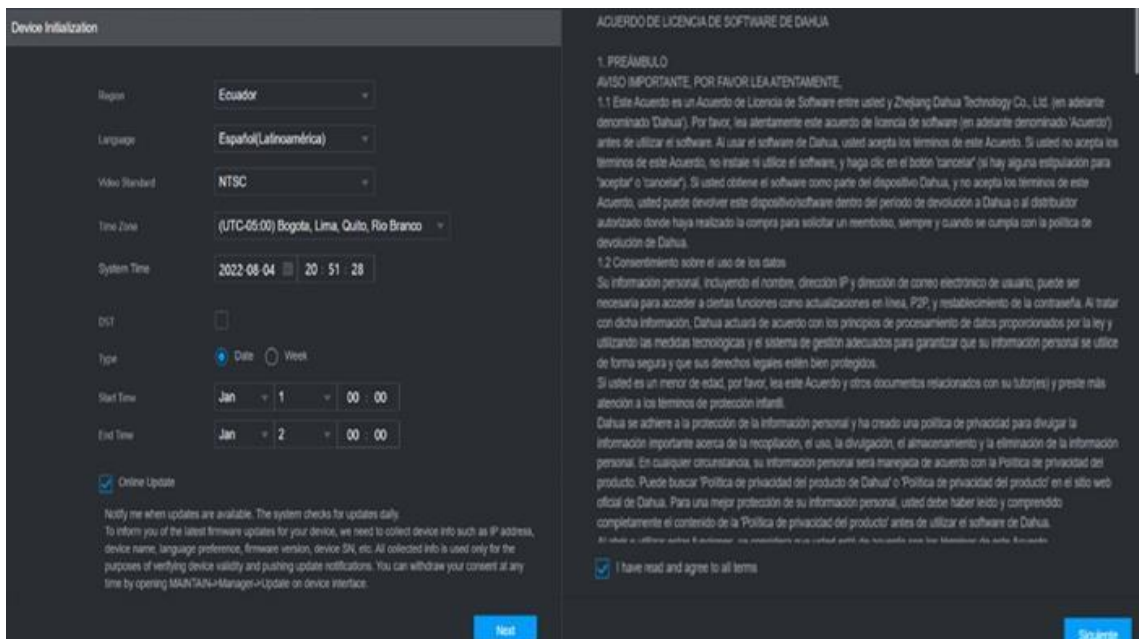 Device Initialization
Region Ecuador
Language Español(Latinoamérica)
Video Standard NTSC
Time Zone (UTC-05:00) Bogota, Lima, Quito, Rio Branco
System Time 2022-08-04 20 : 51 : 28
DST
Type Date Week
Start Time Jan 1 00 : 00
End Time Jan 2 00 : 00
Online Update
Notify me when updates are available. The system checks for updates daily.
To inform you of the latest firmware updates for your device, we need to collect device info such as IP address,
device name, language preference, firmware version, device SN, etc. All collected info is used only for the
purposes of verifying device validity and pushing update notifications. You can withdraw your consent at any
time by opening MAINTAIN->Manager->Update on device interface.
Next
ACUERDO DE LICENCIA DE SOFTWARE DE DAHUA
1. PREÁMBULO
AVISO IMPORTANTE, POR FAVOR LEA ATENTAMENTE,
1.1 Este Acuerdo es un Acuerdo de Licencia de Software entre usted y Zhejiang Dahua Technology Co., Ltd. (en adelante
denominado 'Dahua'). Por favor, lea atentamente este acuerdo de licencia de software (en adelante denominado 'Acuerdo')
antes de utilizar el software. Al usar el software de Dahua, usted acepta los términos de este Acuerdo. Si usted no acepta los
términos de este Acuerdo, no instale ni utilice el software, y haga clic en el botón 'cancelar' (si hay alguna estipulación para
'aceptar' o 'cancelar'). Si usted obtiene el software como parte del dispositivo Dahua, y no acepta los términos de este
Acuerdo, usted puede devolver este dispositivo/software dentro del período de devolución a Dahua o al distribuidor
autorizado donde haya realizado la compra para solicitar un reembolso, siempre y cuando se cumpla con la política de
devolución de Dahua.
1.2 Consentimiento sobre el uso de los datos
Su información personal, incluyendo el nombre, dirección IP y dirección de correo electrónico de usuario, puede ser
necesaria para acceder a ciertas funciones como actualizaciones en línea, P2P, y restablecimiento de la contraseña. Al tratar
con dicha información, Dahua actuará de acuerdo con los principios de procesamiento de datos proporcionados por la ley y
utilizando las medidas tecnológicas y el sistema de gestión adecuados para garantizar que su información personal se utilice
de forma segura y que sus derechos legales estén bien protegidos.
Si usted es un menor de edad, por favor, lea este Acuerdo y otros documentos relacionados con su tutor(es) y preste más
atención a los términos de protección infantil.
Dahua se adhiere a la protección de la información personal y ha creado una política de privacidad para divulgar la
información importante acerca de la recopilación, el uso, la divulgación, el almacenamiento y la eliminación de la información
personal. En cualquier circunstancia, su información personal será manejada de acuerdo con la Política de privacidad del
producto. Puede buscar 'Política de privacidad del producto de Dahua' o 'Política de privacidad del producto' en el sitio web
oficial de Dahua. Para una mejor protección de su información personal, usted debe haber leído y comprendido
completamente el contenido de la 'Política de privacidad del producto' antes de utilizar el software de Dahua.
Al abrir o utilizar estas funciones, se considera que usted está de acuerdo con los términos de este Acuerdo.
I have read and agree to all terms
Siguiente